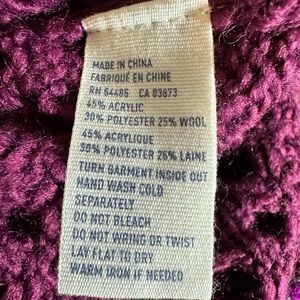 MADE IN CHINA
FABRIQUÉ EN CHINE
RN 54485 CA 03873
45% ACRYLIC
30% POLYESTER 25% WOOL
45% ACRYLIQUE
30% POLYESTER 25% LAINE
TURN GARMENT INSIDE OUT
HAND WASH COLD
SEPARATELY
DO NOT BLEACH
DO NOT WRING OR TWIST
LAY FLAT TO DRY
WARM IRON IF NEEDED